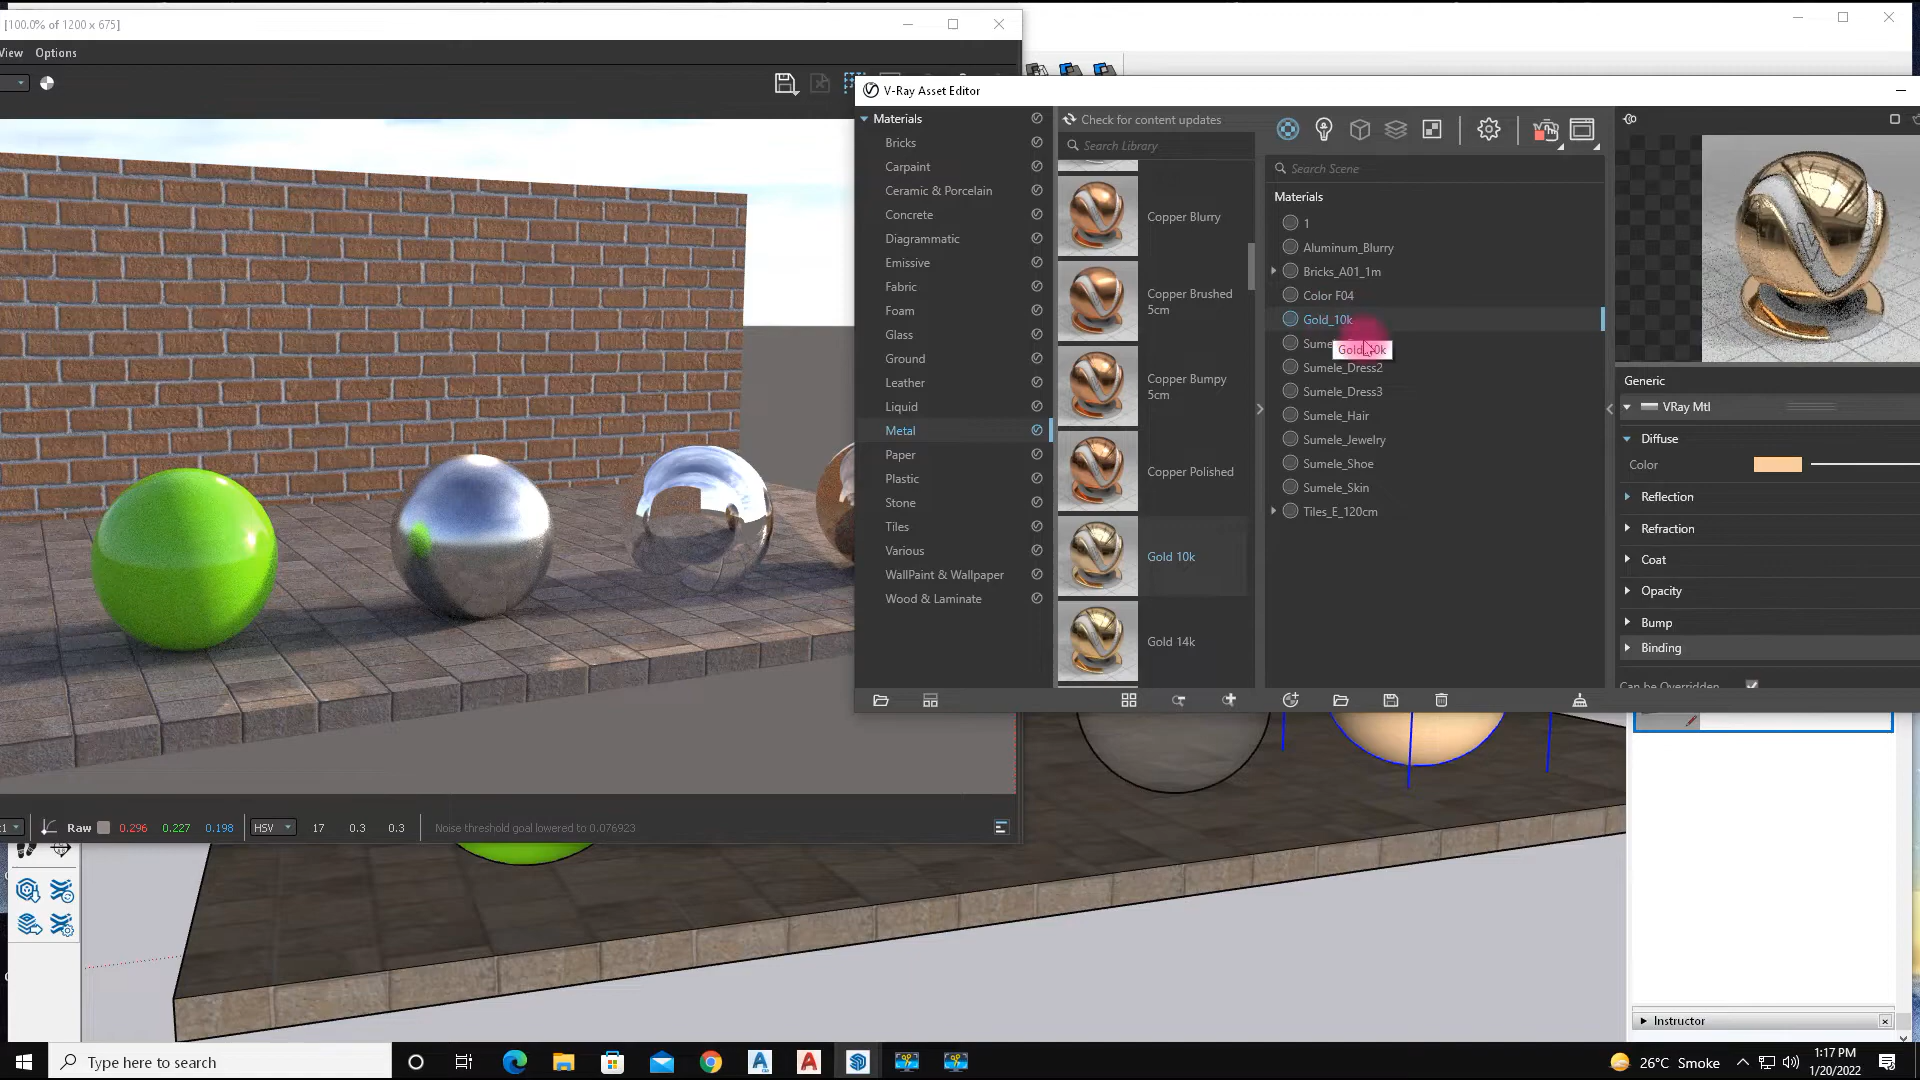 [100.0% of 1200 x 675]
View Options
V-Ray Asset Editor
Materials
Bricks
Carpaint
Ceramic & Porcelain
Concrete
Diagrammatic
Emissive
Fabric
Foam
Glass
Ground
Leather
Liquid
Metal
Paper
Plastic
Stone
Tiles
Various
WallPaint & Wallpaper
Wood & Laminate
Check for content updates
Search Library
Copper Blurry
Copper Brushed
5cm
Copper Bumpy
5cm
Copper Polished
Gold 10k
Gold 14k
Search Scene
Materials
1
Aluminum_Blurry
Bricks_A01_1m
Color F04
Gold_10k
Sumele_Dress2
Sumele_Dress3
Sumele_Hair
Sumele_Jewelry
Sumele_Shoe
Sumele_Skin
Tiles_E_120cm
Generic
VRay Mtl
Diffuse
Color
Reflection
Refraction
Coat
Opacity
Bump
Binding
Can be Overridden
Raw 0.296 0.227 0.198 HSV 17 0.3 0.3 Noise threshold goal lowered to 0.076923
Instructor
Type here to search
26°C Smoke
1:17 PM
1/20/2022